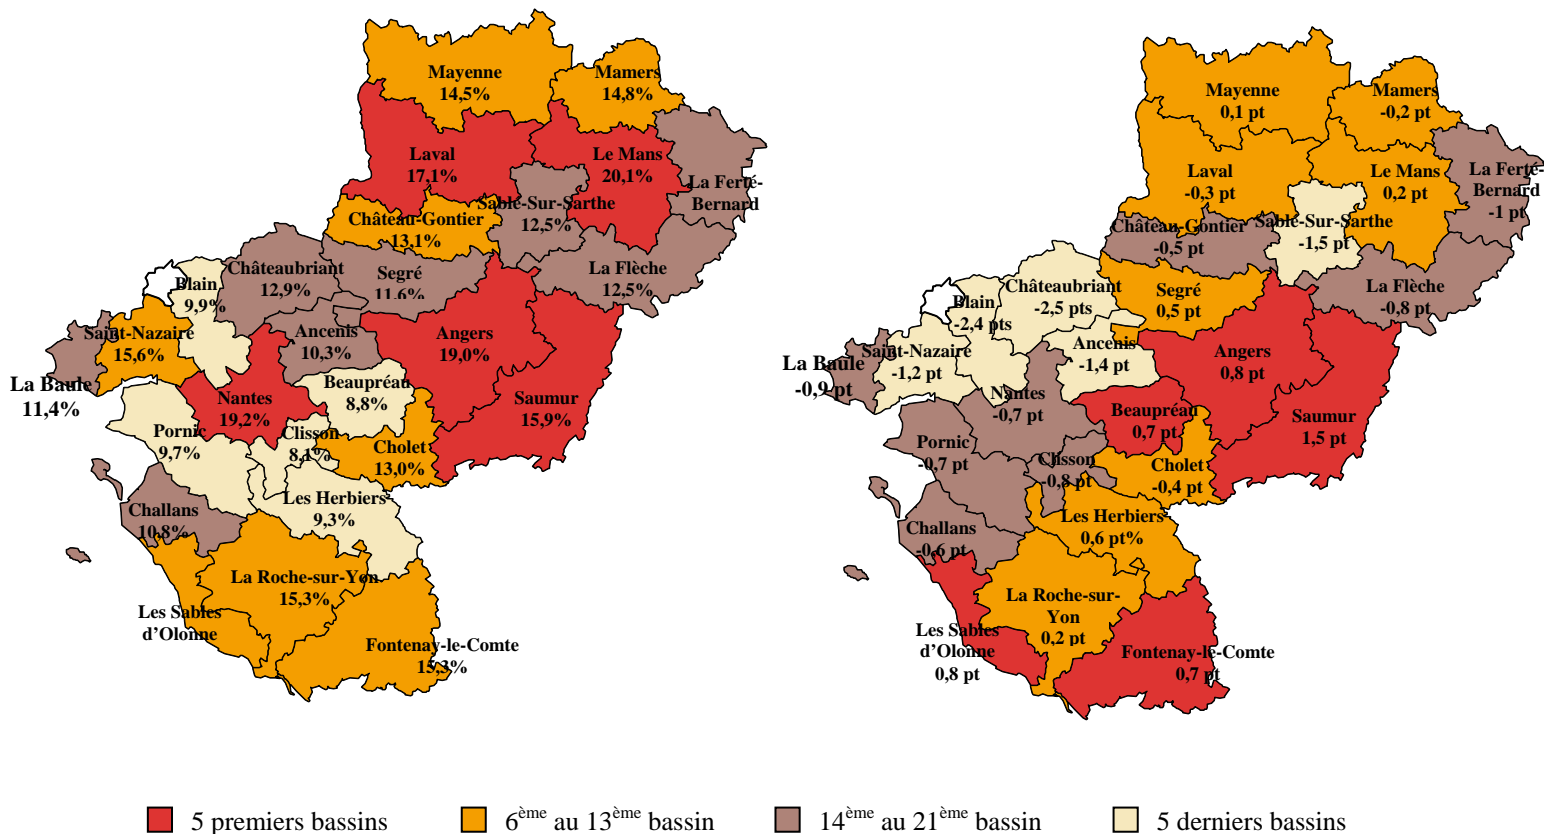 Mayenne
14,5%
Mamers
14,8%
Laval
17,1%
Le Mans
20,1%
La Ferté-
Bernard
Sablé-Sur-Sarthe
12,5%
Château-Gontier
13,1%
Châteaubriant
12,9%
Segré
11,6%
La Flèche
12,5%
Blain
9,9%
Saint-Nazaire
15,6%
Ancenis
10,3%
Angers
19,0%
La Baule
11,4%
Beaupréau
8,8%
Nantes
19,2%
Saumur
15,9%
Pornic
9,7%
Clisson
8,1%
Cholet
13,0%
Les Herbiers-
9,3%
Challans
10,8%
La Roche-sur-Yon
15,3%
Les Sables
d’Olonne
Fontenay-le-Comte
15,3%
Mayenne
0,1 pt
Mamers
-0,2 pt
Laval
-0,3 pt
Le Mans
0,2 pt
La Ferté-
Bernard
-1 pt
Château-Gontier
-0,5 pt
Sablé-Sur-Sarthe
-1,5 pt
Châteaubriant
-2,5 pts
Segré
0,5 pt
La Flèche
-0,8 pt
Blain
-2,4 pts
Saint-Nazaire
-1,2 pt
Ancenis
-1,4 pt
Angers
0,8 pt
La Baule
-0,9 pt
Nantes
-0,7 pt
Beaupréau
0,7 pt
Saumur
1,5 pt
Pornic
-0,7 pt
Clisson
-0,8 pt
Cholet
-0,4 pt
Les Herbiers-
0,6 pt%
Challans
-0,6 pt
La Roche-sur-
Yon
0,2 pt
Les Sables
d’Olonne
0,8 pt
Fontenay-le-Comte
0,7 pt
5 premiers bassins
6ème au 13ème bassin
14ème au 21ème bassin
5 derniers bassins